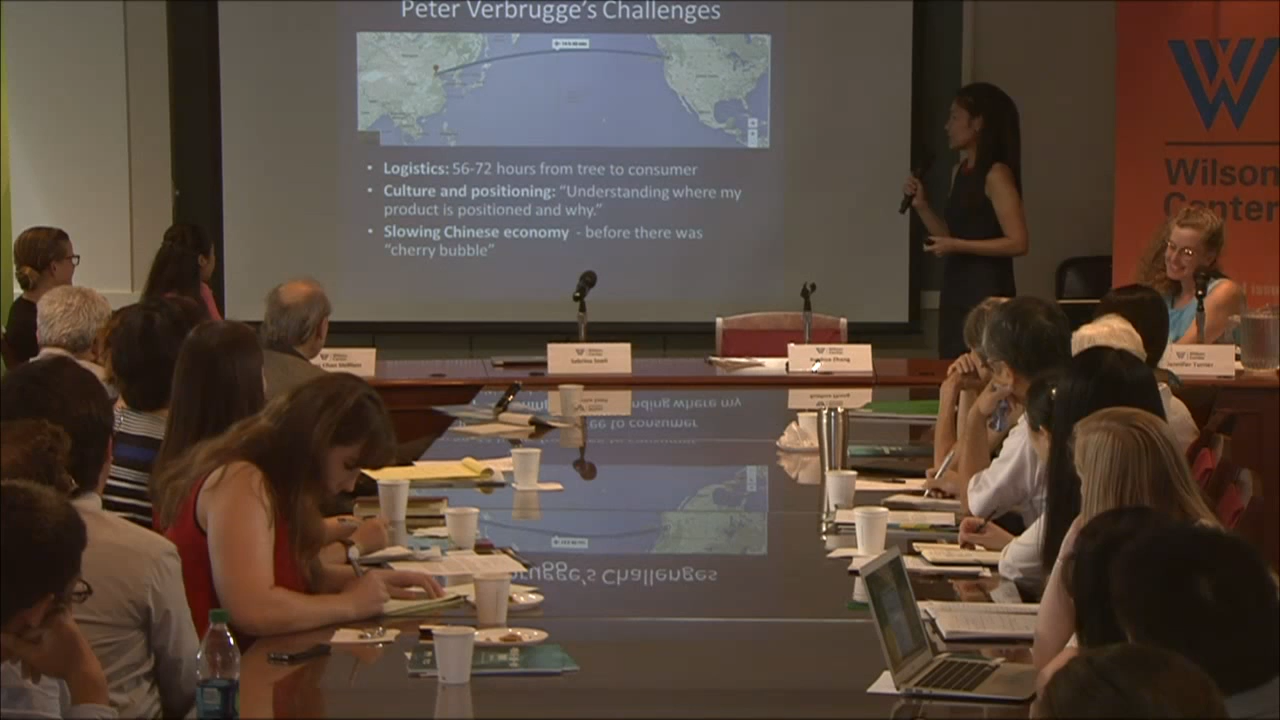 Peter Verbrugge's Challenges
• Logistics: 56-72 hours from tree to consumer
• Culture and positioning: "Understanding where my
product is positioned and why."
• Slowing Chinese economy - before there was
"cherry bubble"
W
Wilson
Center
Sabrina Snell
Zhang
Jennifer Turner